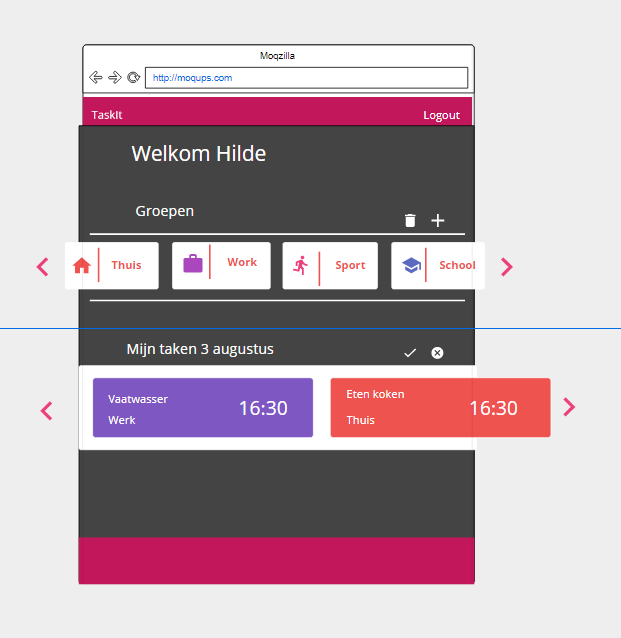 Moqzilla
http://moqups.com
TaskIt
Logout
Welkom Hilde
Groepen
Thuis
Work
Sport
School
Mijn taken 3 augustus
Vaatwasser
Werk
16:30
Eten koken
Thuis
16:30